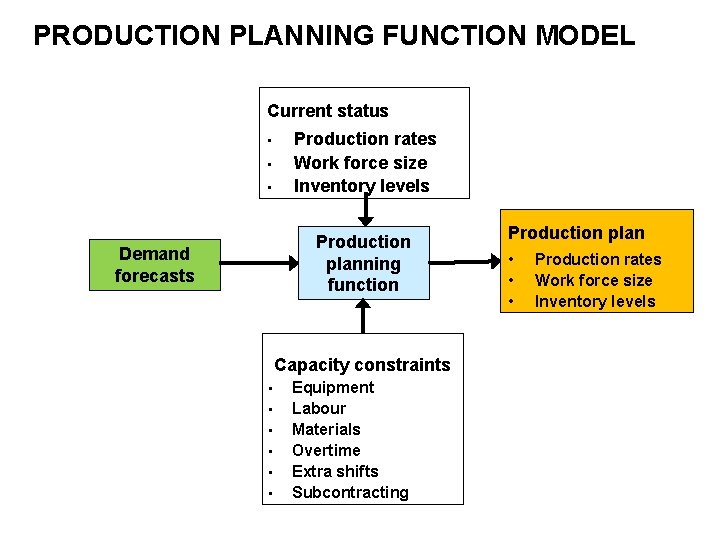 PRODUCTION PLANNING FUNCTION MODEL
Current status
• Production rates
• Work force size
• Inventory levels
Demand
forecasts
Production
planning
function
Production plan
• Production rates
• Work force size
• Inventory levels
Capacity constraints
• Equipment
• Labour
• Materials
• Overtime
• Extra shifts
• Subcontracting